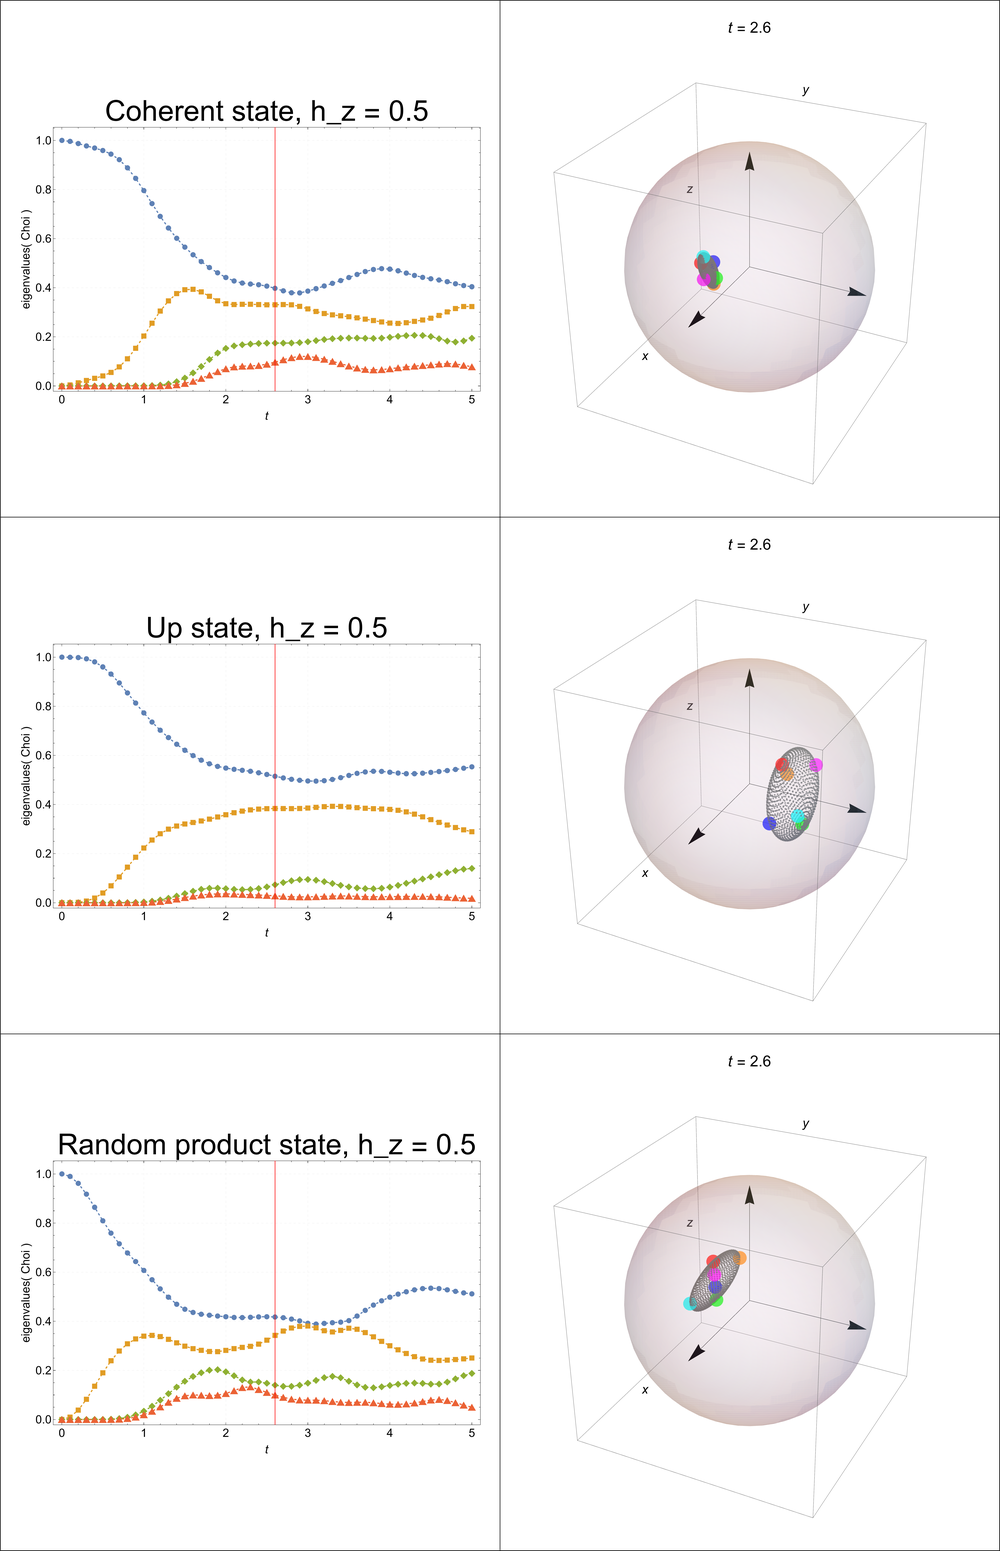 Coherent state, h_z = 0.5
eigenvalues( Choi )
1.0
0.8
0.6
0.4
0.2
0.0
0 1 2 3 4 5
t
t = 2.6
y
z
x
Up state, h_z = 0.5
eigenvalues( Choi )
1.0
0.8
0.6
0.4
0.2
0.0
0 1 2 3 4 5
t
t = 2.6
y
z
x
Random product state, h_z = 0.5
eigenvalues( Choi )
1.0
0.8
0.6
0.4
0.2
0.0
0 1 2 3 4 5
t
t = 2.6
y
z
x